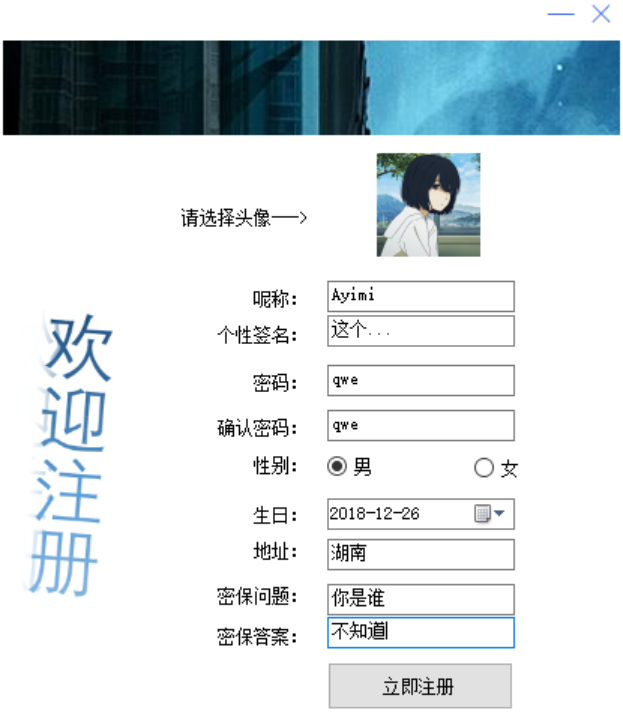 请选择头像—->
呢称： Ayimi
个性签名： 这个...
密码： qwe
确认密码： qwe
性别： 男 女
生日： 2018-12-26
地址： 湖南
密保问题： 你是谁
密保答案： 不知道
立即注册
欢迎注册